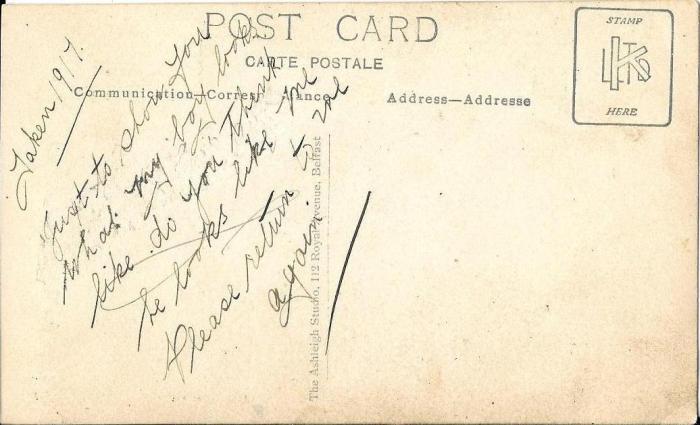 POST CARD
CARTE POSTALE
Communication—Correspondance
Address—Addresse
STAMP
HERE
Taken 1917.
Just to show you
what my boy looks
like. do you think
he looks like me
Please return it
again.
The Ashleigh Studio, 112 Royal Avenue, Belfast